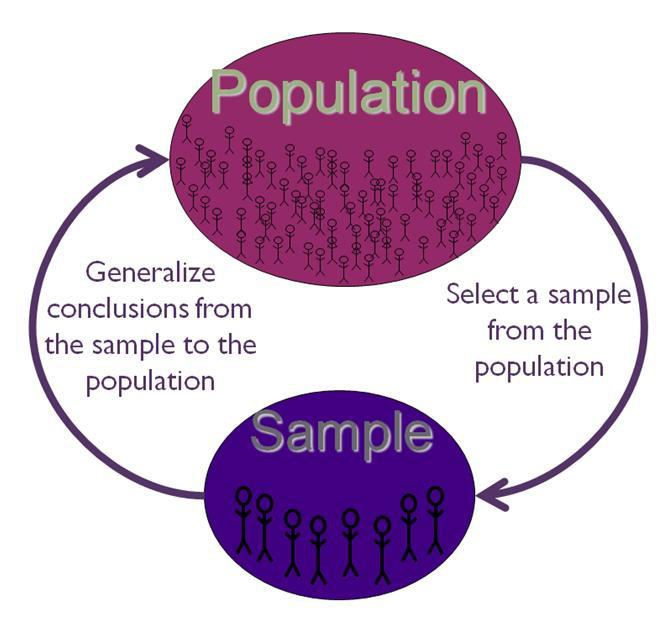 Population
Generalize
conclusions from
the sample to the
population
Select a sample
from the
population
Sample